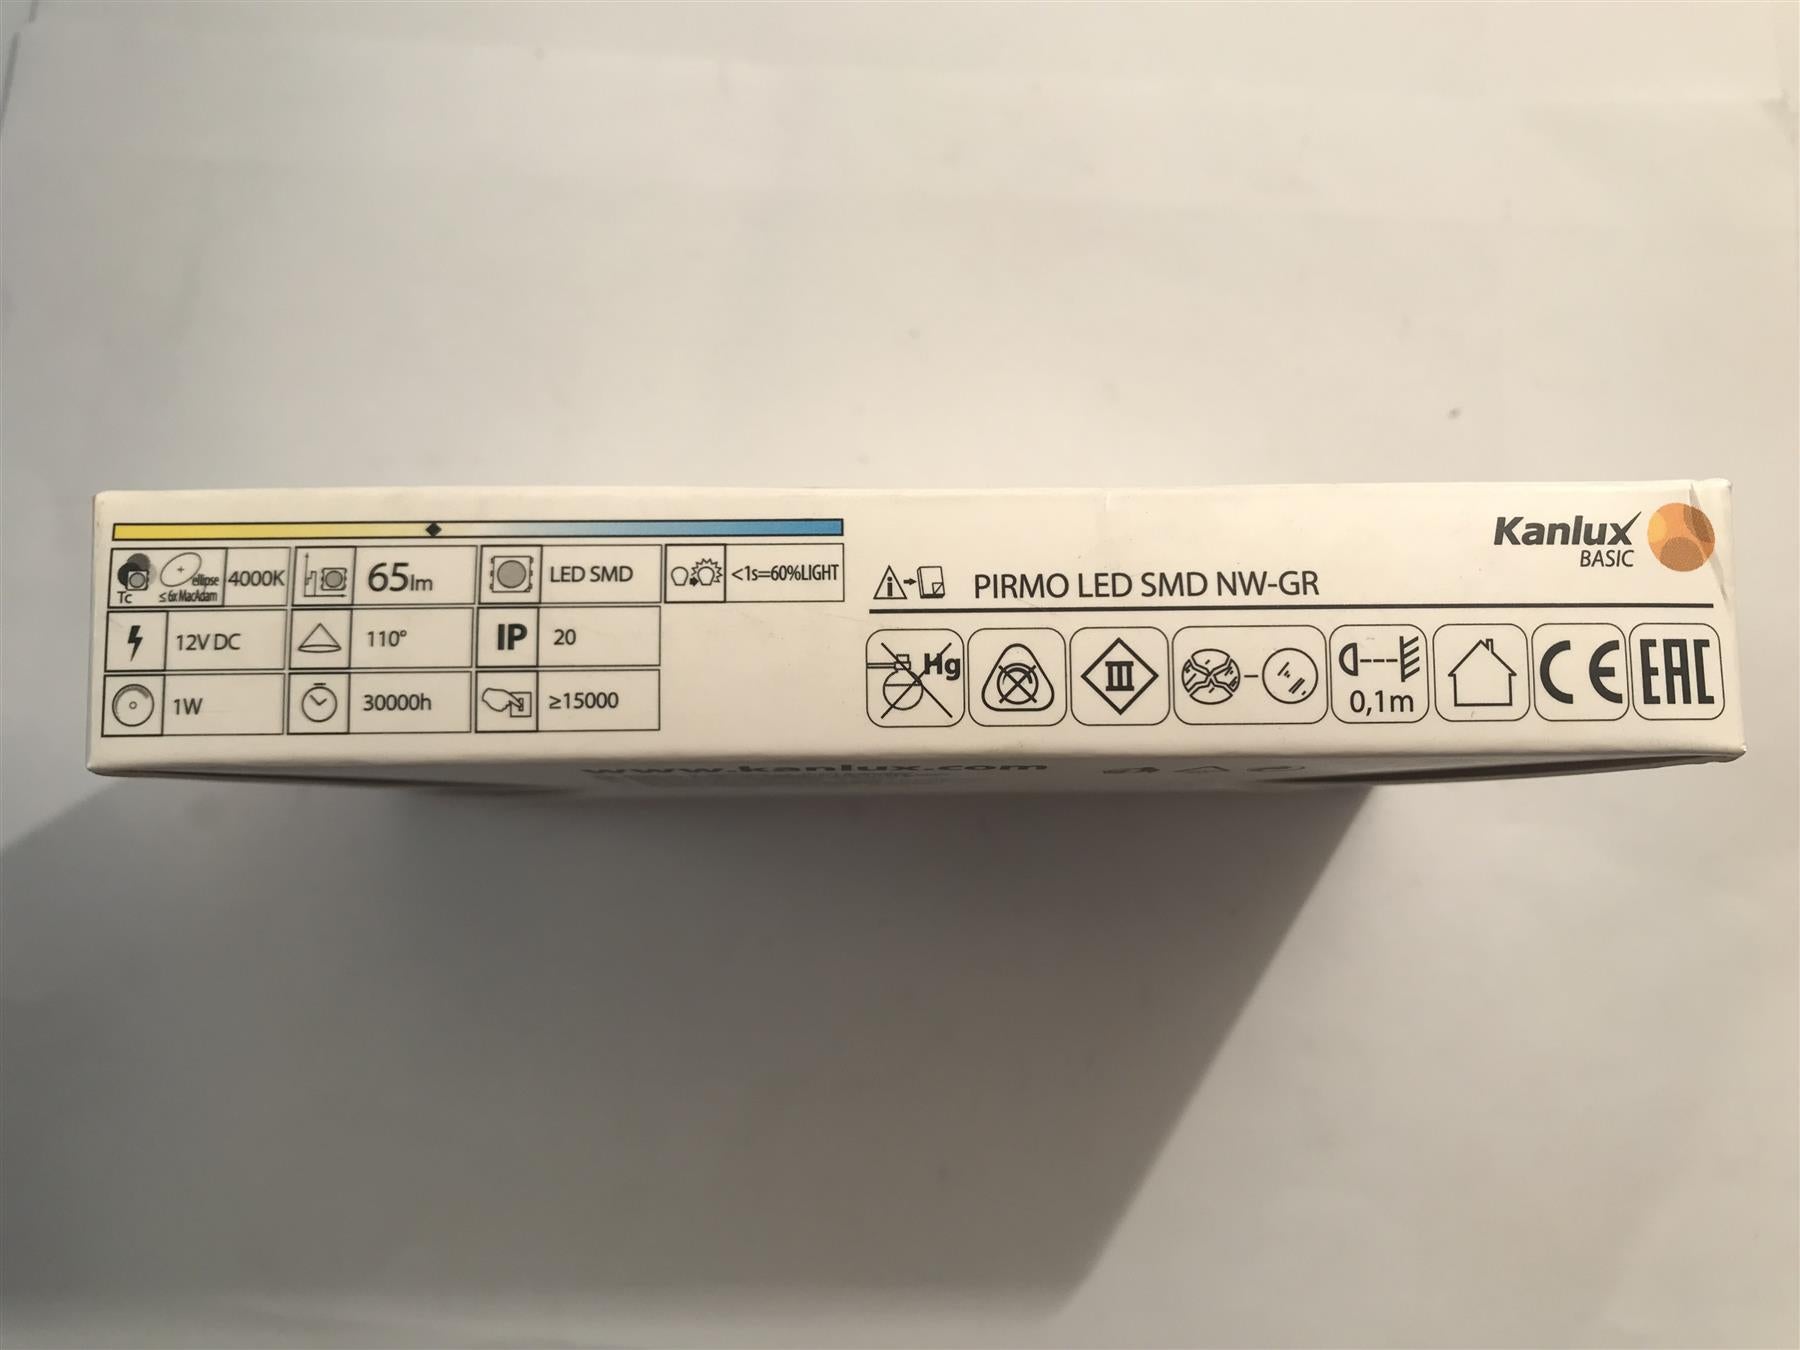 Kanlux
BASIC
Tc ellipse ≤ 6x MacAdam 4000K
65lm
LED SMD
<1s=60%LIGHT
12V DC
110°
IP 20
1W
30000h
≥15000
PIRMO LED SMD NW-GR
Hg
III
0,1m
CE
EAC
www.kanlux.com